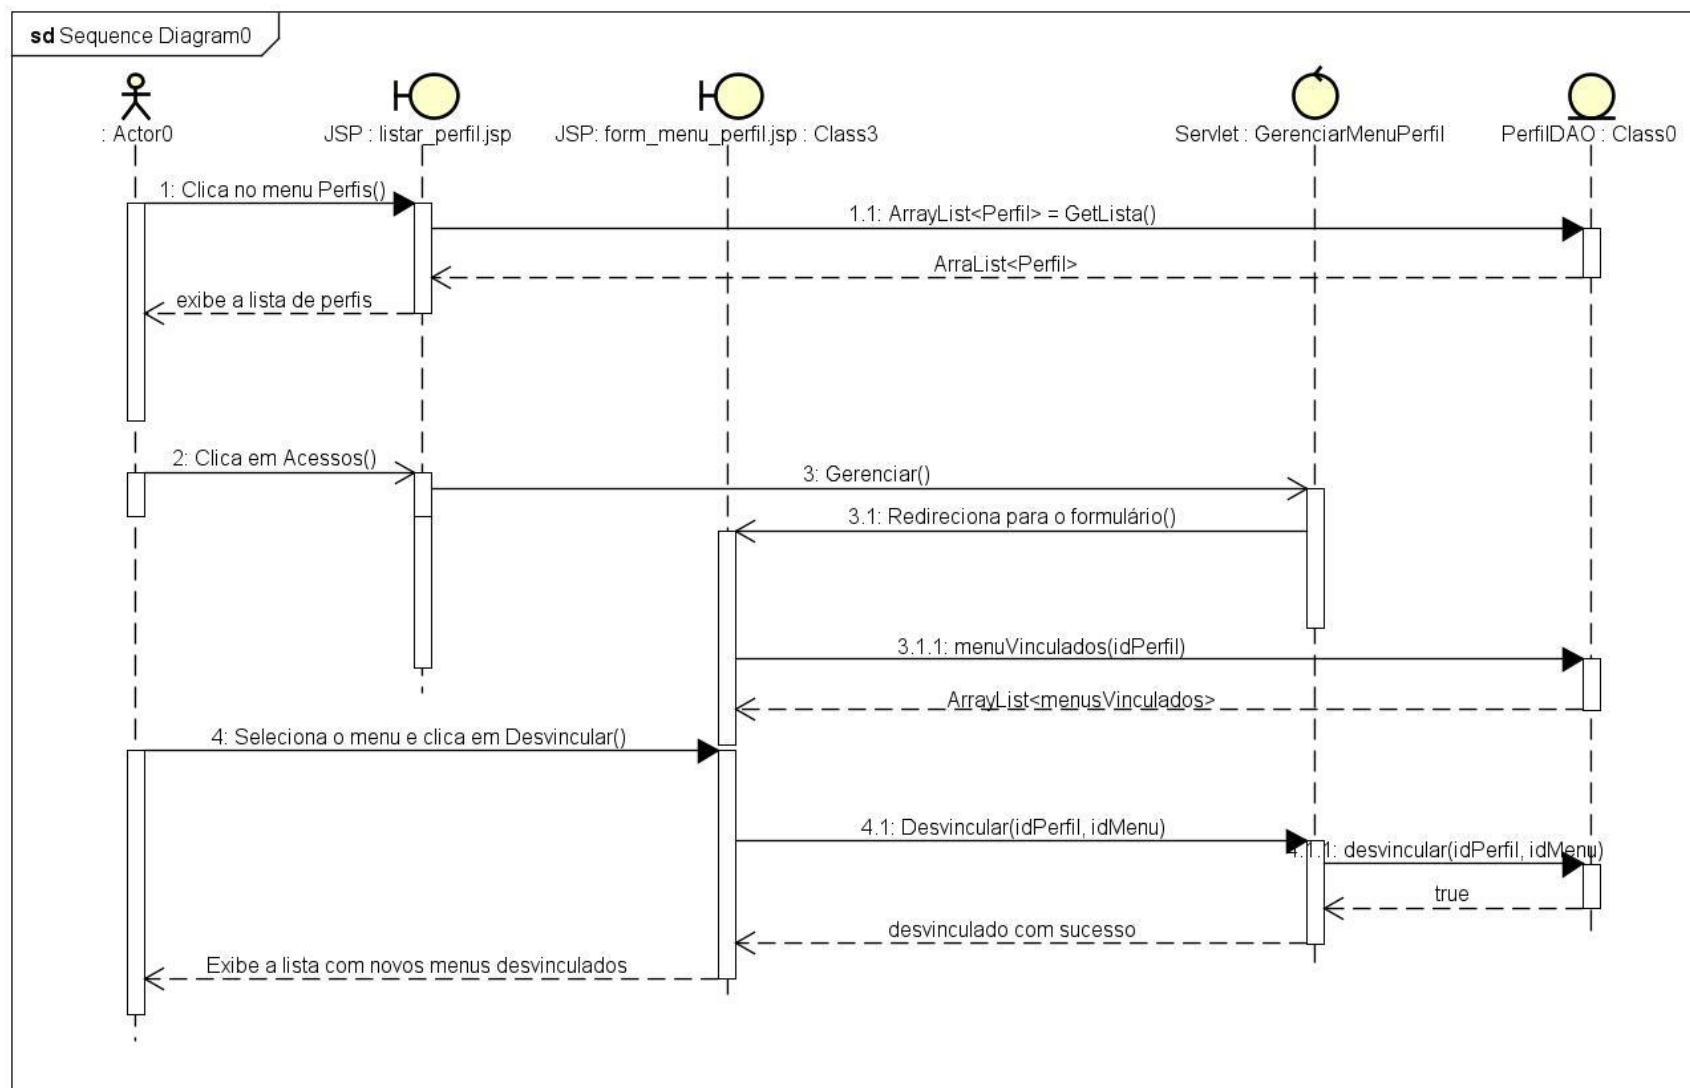 sd Sequence Diagram0
: Actor0
JSP : listar_perfil.jsp
JSP: form_menu_perfil.jsp : Class3
Servlet : GerenciarMenuPerfil
PerfilDAO : Class0
1: Clica no menu Perfis()
1.1: ArrayList<Perfil> = GetLista()
ArraList<Perfil>
exibe a lista de perfis
2: Clica em Acessos()
3: Gerenciar()
3.1: Redireciona para o formulário()
3.1.1: menuVinculados(idPerfil)
ArrayList<menusVinculados>
4: Seleciona o menu e clica em Desvincular()
4.1: Desvincular(idPerfil, idMenu)
4.1.1: desvincular(idPerfil, idMenu)
true
desvinculado com sucesso
Exibe a lista com novos menus desvinculados